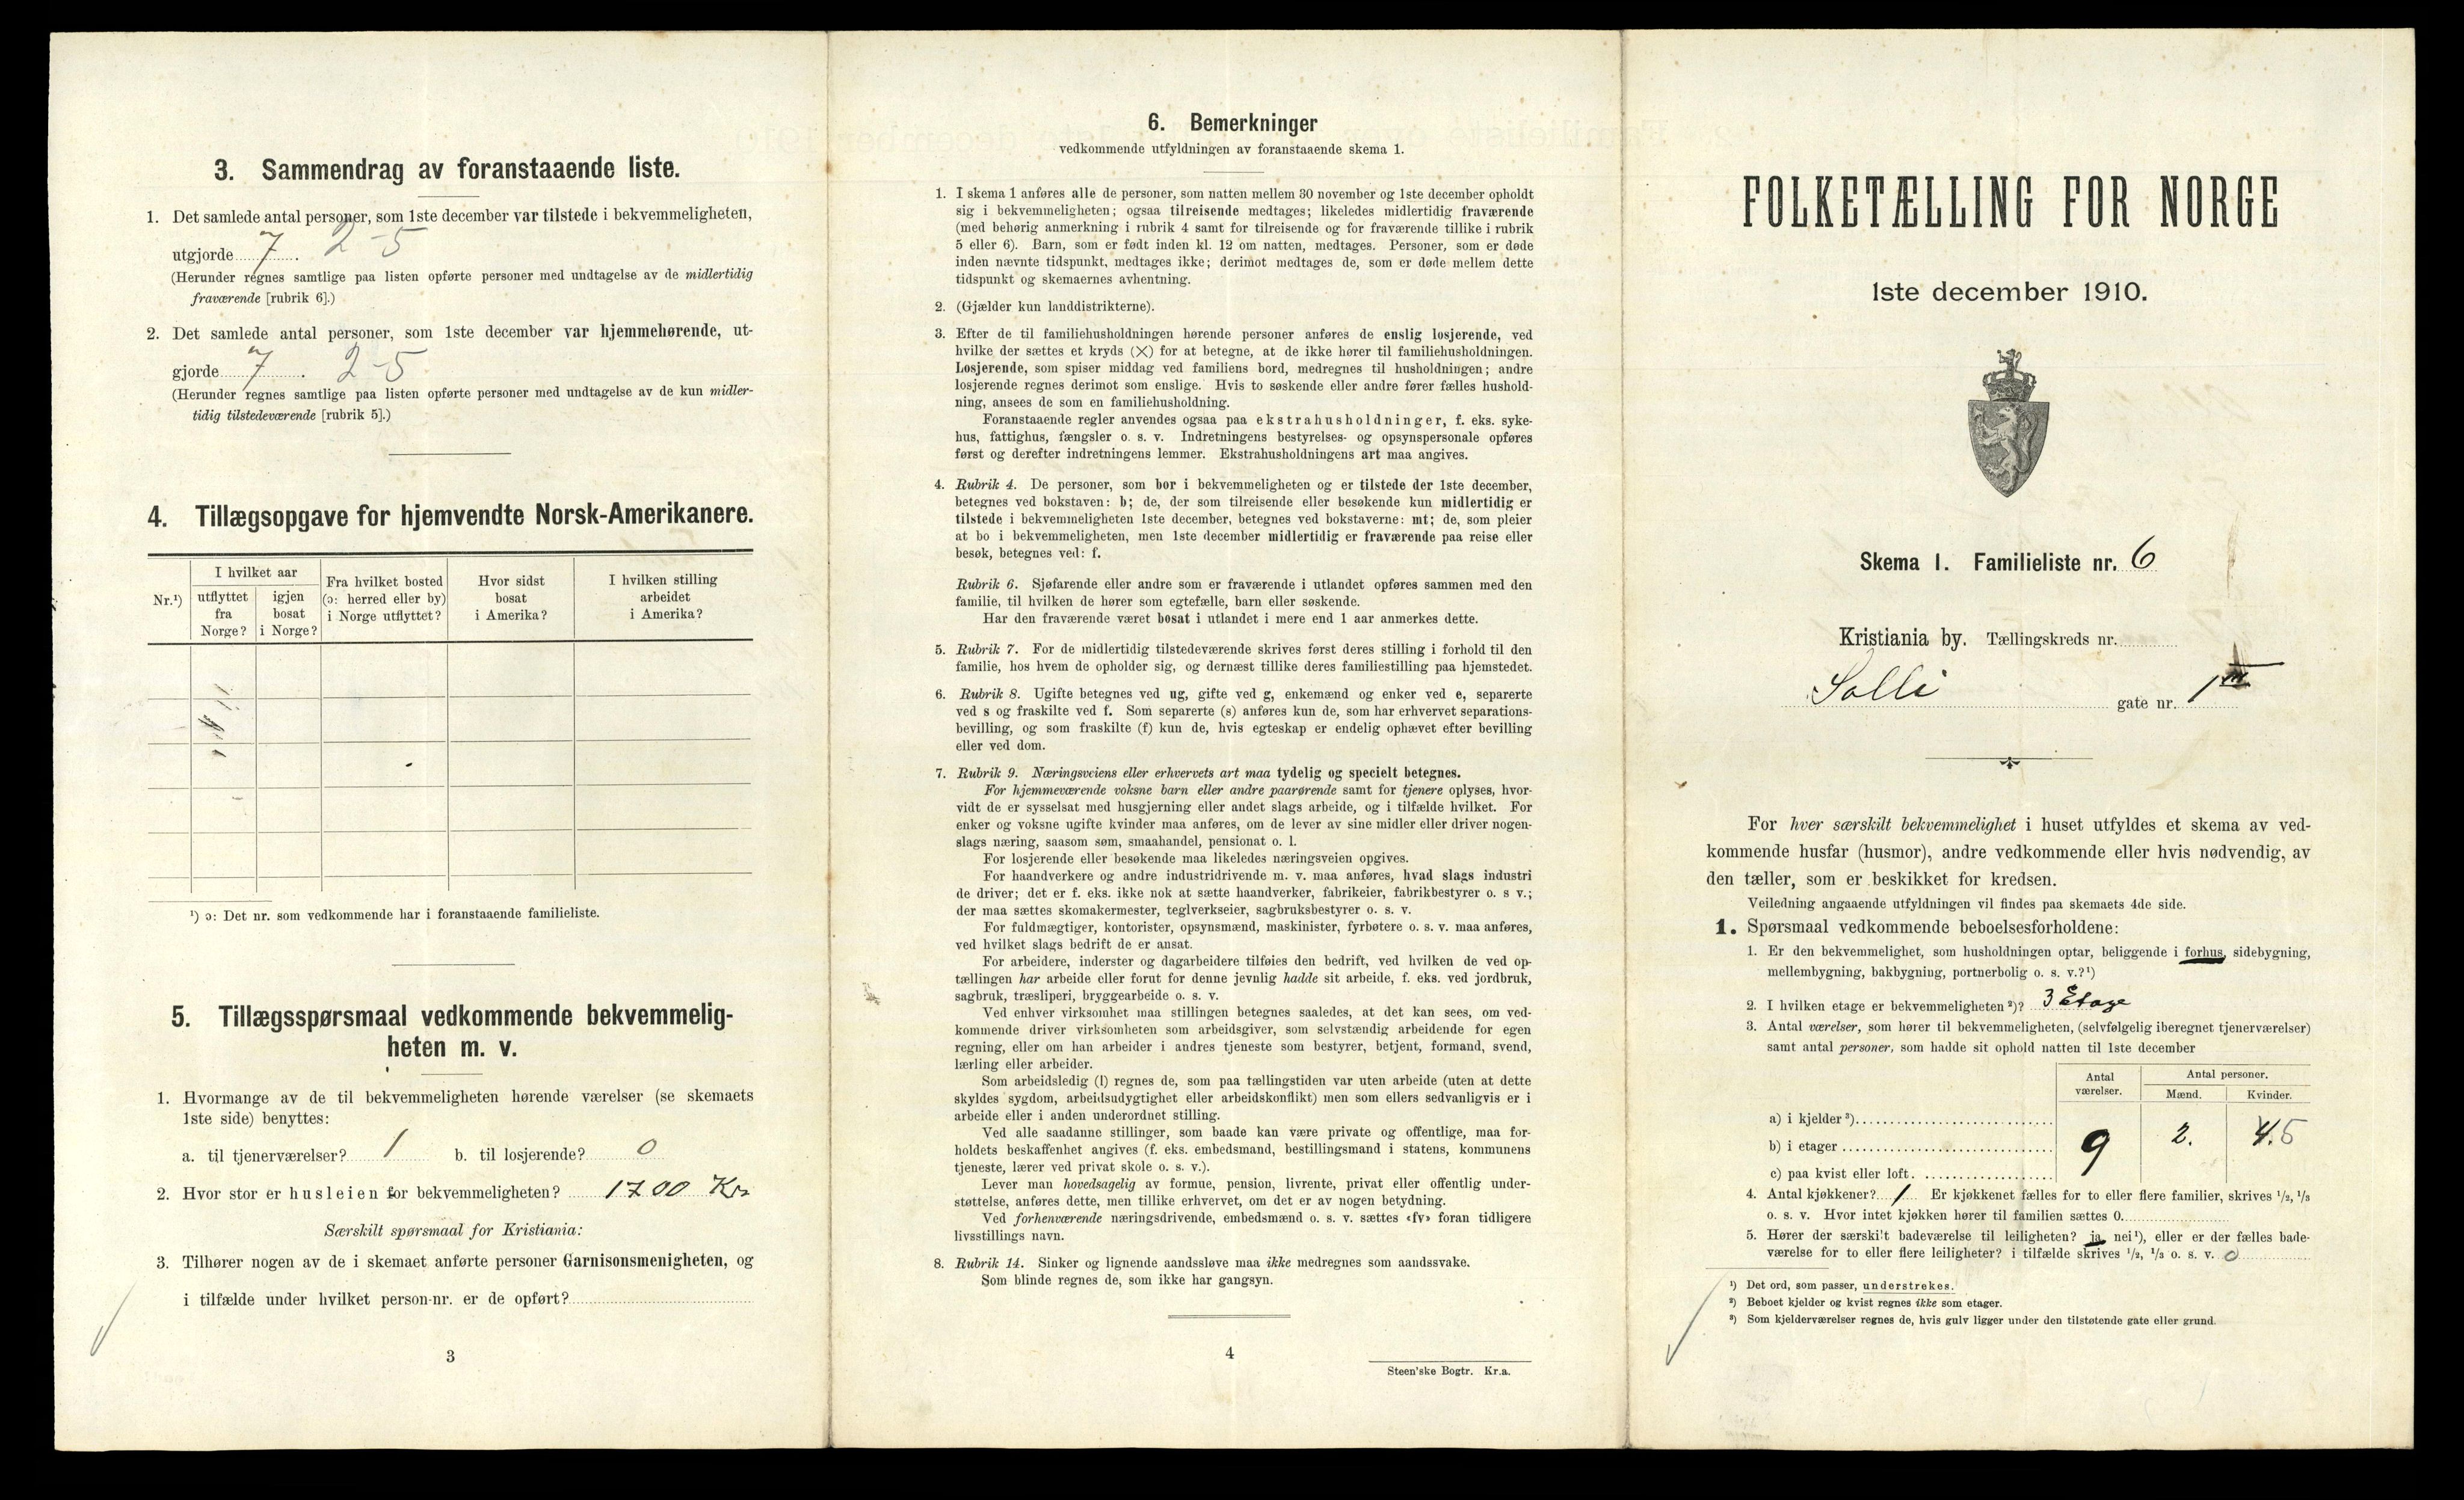 3. Sammendrag av foranstaaende liste.
1. Det samlede antal personer, som 1ste december var tilstede i bekvemmeligheten,
utgjorde 7. 2-5
(Herunder regnes samtlige paa listen opførte personer med undtagelse av de midlertidig
fraværende [rubrik 6].)
2. Det samlede antal personer, som 1ste december var hjemmehørende, ut-
gjorde 7. 2-5
(Herunder regnes samtlige paa listen opførte personer med undtagelse av de kun midler-
tidig tilstedeværende [rubrik 5].)
4. Tillægsopgave for hjemvendte Norsk-Amerikanere.
Nr.¹)
I hvilket aar
utflyttet
fra
Norge?
igjen
bosat
i Norge?
Fra hvilket bosted
(ɔ: herred eller by)
i Norge utflyttet?
Hvor sidst
bosat
i Amerika?
I hvilken stilling
arbeidet
i Amerika?
¹) ɔ: Det nr. som vedkommende har i foranstaaende familieliste.
5. Tillægsspørsmaal vedkommende bekvemmelig-
heten m. v.
1. Hvormange av de til bekvemmeligheten hørende værelser (se skemaets
1ste side) benyttes:
a. til tjenerværelser? 1 b. til losjerende? 0
2. Hvor stor er husleien for bekvemmeligheten? 1700 Kr
Særskilt spørsmaal for Kristiania:
3. Tilhører nogen av de i skemaet anførte personer Garnisonsmenigheten, og
i tilfælde under hvilket person-nr. er de opført?
3
6. Bemerkninger
vedkommende utfyldningen av foranstaaende skema 1.
1. I skema 1 anføres alle de personer, som natten mellem 30 november og 1ste december opholdt
sig i bekvemmeligheten; ogsaa tilreisende medtages; likeledes midlertidig fraværende
(med behørig anmerkning i rubrik 4 samt for tilreisende og for fraværende tillike i rubrik
5 eller 6). Barn, som er født inden kl. 12 om natten, medtages. Personer, som er døde
inden nævnte tidspunkt, medtages ikke; derimot medtages de, som er døde mellem dette
tidspunkt og skemaernes avhentning.
2. (Gjælder kun landdistrikterne).
3. Efter de til familiehusholdningen hørende personer anføres de enslig losjerende, ved
hvilke der sættes et kryds (×) for at betegne, at de ikke hører til familiehusholdningen.
Losjerende, som spiser middag ved familiens bord, medregnes til husholdningen; andre
losjerende regnes derimot som enslige. Hvis to søskende eller andre fører fælles hushold-
ning, ansees de som en familiehusholdning.
Foranstaaende regler anvendes ogsaa paa ekstrahusholdninger, f. eks. syke-
hus, fattighus, fængsler o. s. v. Indretningens bestyrelses- og opsynspersonale opføres
først og derefter indretningens lemmer. Ekstrahusholdningens art maa angives.
4. Rubrik 4. De personer, som bor i bekvemmeligheten og er tilstede der 1ste december,
betegnes ved bokstaven: b; de, der som tilreisende eller besøkende kun midlertidig er
tilstede i bekvemmeligheten 1ste december, betegnes ved bokstaverne: mt; de, som pleier
at bo i bekvemmeligheten, men 1ste december midlertidig er fraværende paa reise eller
besøk, betegnes ved: f.
Rubrik 6. Sjøfarende eller andre som er fraværende i utlandet opføres sammen med den
familie, til hvilken de hører som egtefælle, barn eller søskende.
Har den fraværende været bosat i utlandet i mere end 1 aar anmerkes dette.
5. Rubrik 7. For de midlertidig tilstedeværende skrives først deres stilling i forhold til den
familie, hos hvem de opholder sig, og dernæst tillike deres familiestilling paa hjemstedet.
6. Rubrik 8. Ugifte betegnes ved ug, gifte ved g, enkemænd og enker ved e, separerte
ved s og fraskilte ved f. Som separerte (s) anføres kun de, som har erhvervet separations-
bevilling, og som fraskilte (f) kun de, hvis egteskap er endelig ophævet efter bevilling
eller ved dom.
7. Rubrik 9. Næringsveiens eller erhvervets art maa tydelig og specielt betegnes.
For hjemmeværende voksne barn eller andre paarørende samt for tjenere oplyses, hvor-
vidt de er sysselsat med husgjerning eller andet slags arbeide, og i tilfælde hvilket. For
enker og voksne ugifte kvinder maa anføres, om de lever av sine midler eller driver nogen-
slags næring, saasom søm, smaahandel, pensionat o. l.
For losjerende eller besøkende maa likeledes næringsveien opgives.
For haandverkere og andre industridrivende m. v. maa anføres, hvad slags industri
de driver; det er f. eks. ikke nok at sætte haandverker, fabrikeier, fabrikbestyrer o. s v.;
der maa sættes skomakermester, teglverkseier, sagbruksbestyrer o. s. v.
For fuldmægtiger, kontorister, opsynsmænd, maskinister, fyrbøtere o. s. v. maa anføres,
ved hvilket slags bedrift de er ansat.
For arbeidere, inderster og dagarbeidere tilføies den bedrift, ved hvilken de ved op-
tællingen har arbeide eller forut for denne jevnlig hadde sit arbeide, f. eks. ved jordbruk,
sagbruk, træsliperi, bryggearbeide o. s. v.
Ved enhver virksomhet maa stillingen betegnes saaledes, at det kan sees, om ved-
kommende driver virksomheten som arbeidsgiver, som selvstændig arbeidende for egen
regning, eller om han arbeider i andres tjeneste som bestyrer, betjent, formand, svend,
lærling eller arbeider.
Som arbeidsledig (l) regnes de, som paa tællingstiden var uten arbeide (uten at dette
skyldes sygdom, arbeidsudygtighet eller arbeidskonflikt) men som ellers sedvanligvis er i
arbeide eller i anden underordnet stilling.
Ved alle saadanne stillinger, som baade kan være private og offentlige, maa for-
holdets beskaffenhet angives (f. eks. embedsmand, bestillingsmand i statens, kommunens
tjeneste, lærer ved privat skole o. s. v.).
Lever man hovedsagelig av formue, pension, livrente, privat eller offentlig under-
støttelse, anføres dette, men tillike erhvervet, om det er av nogen betydning.
Ved forhenværende næringsdrivende, embedsmænd o. s. v. sættes «fv» foran tidligere
livsstillings navn.
8. Rubrik 14. Sinker og lignende aandssløve maa ikke medregnes som aandssvake.
Som blinde regnes de, som ikke har gangsyn.
4
Steen'ske Bogtr. Kr.a.
FOLKETÆLLING FOR NORGE
1ste december 1910.
Skema 1. Familieliste nr. 6
Kristiania by. Tællingskreds nr.
Solli gate nr. 1
For hver særskilt bekvemmelighet i huset utfyldes et skema av ved-
kommende husfar (husmor), andre vedkommende eller hvis nødvendig, av
den tæller, som er beskikket for kredsen.
Veiledning angaaende utfyldningen vil findes paa skemaets 4de side.
1. Spørsmaal vedkommende beboelsesforholdene:
1. Er den bekvemmelighet, som husholdningen optar, beliggende i forhus, sidebygning,
mellembygning, bakbygning, portnerbolig o. s. v.?¹)
2. I hvilken etage er bekvemmeligheten²)? 3 Etage
3. Antal værelser, som hører til bekvemmeligheten, (selvfølgelig iberegnet tjenerværelser)
samt antal personer, som hadde sit ophold natten til 1ste december
Antal
værelser.
Antal personer.
Mænd.
Kvinder.
a) i kjelder³)
b) i etager 9 2. 4.5
c) paa kvist eller loft.
4. Antal kjøkkener? 1 Er kjøkkenet fælles for to eller flere familier, skrives 1/2, 1/3
o. s. v. Hvor intet kjøkken hører til familien sættes 0.
5. Hører der særski't badeværelse til leiligheten? ja nei¹), eller er der fælles bade-
værelse for to eller flere leiligheter? i tilfælde skrives 1/2, 1/3 o. s. v. 0
¹) Det ord, som passer, understrekes.
²) Beboet kjelder og kvist regnes ikke som etager.
³) Som kjelderværelser regnes de, hvis gulv ligger under den tilstøtende gate eller grund.